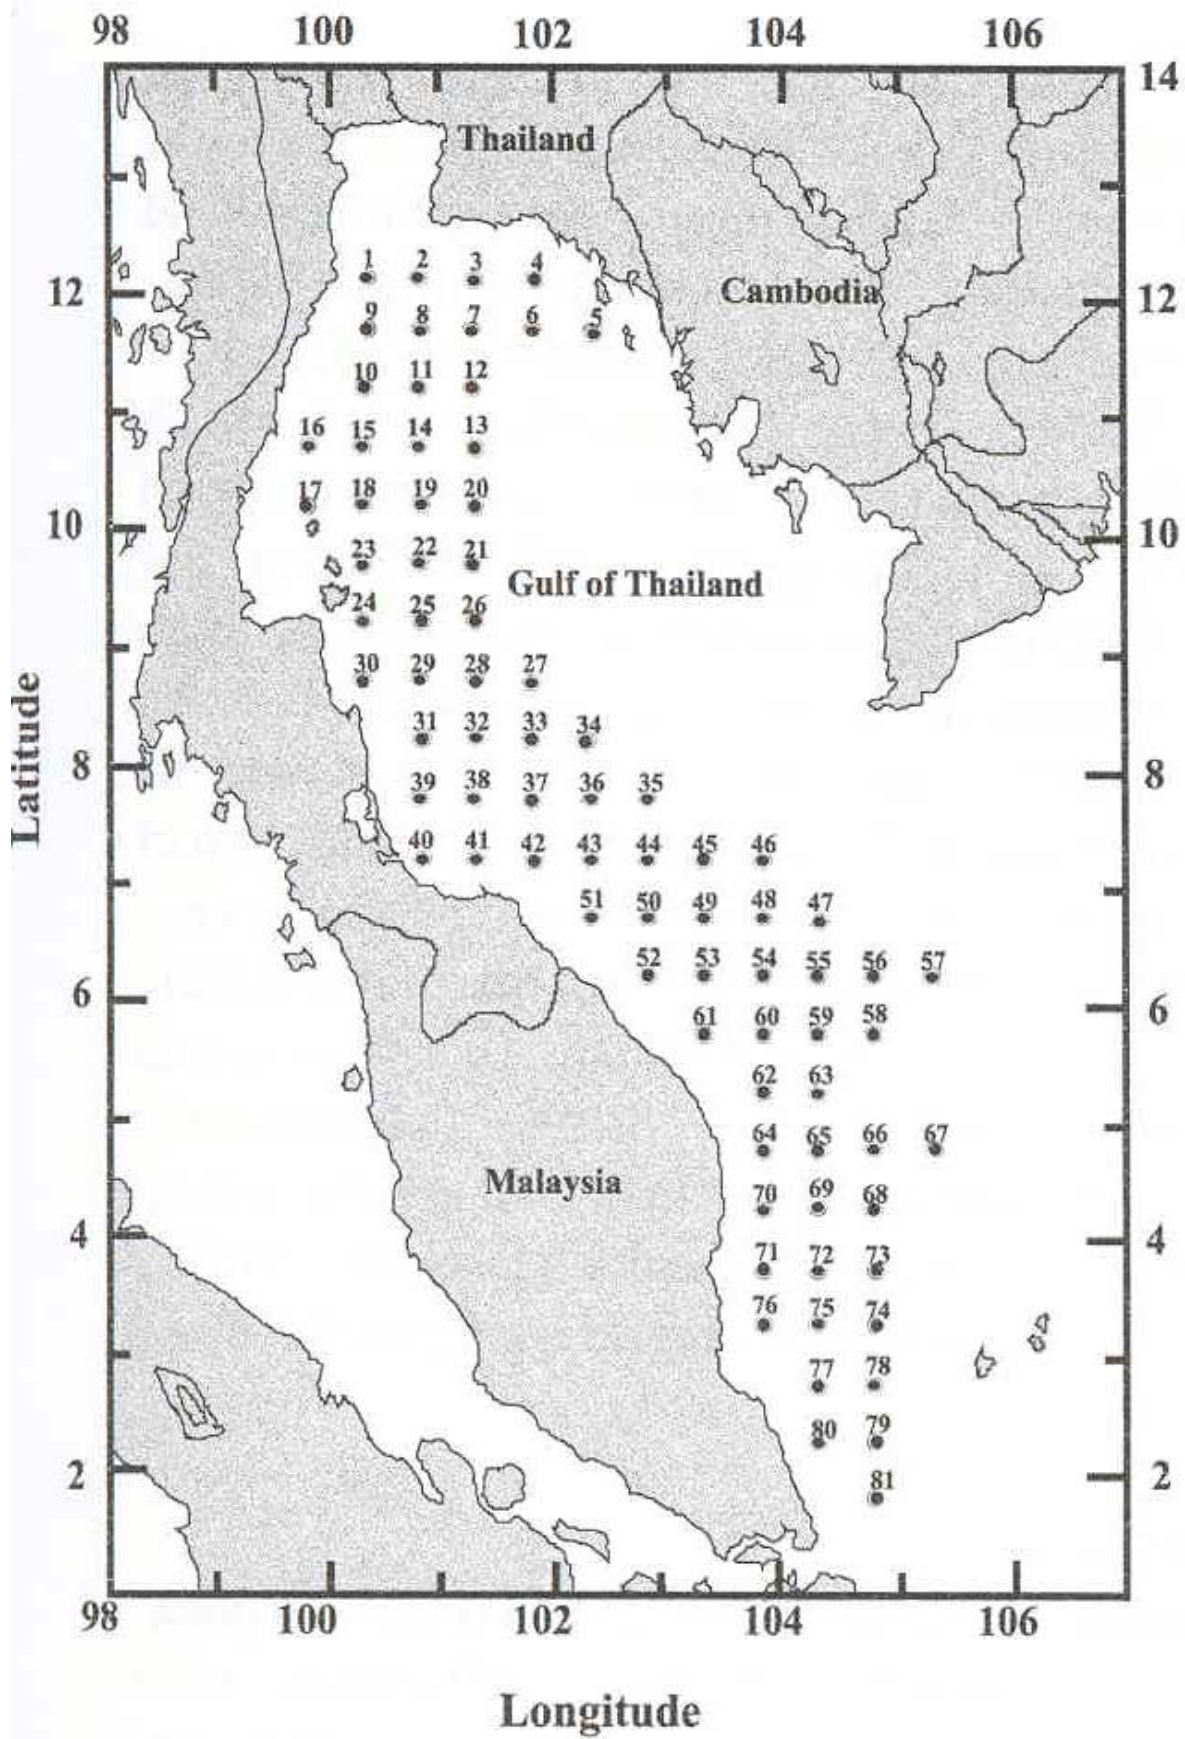 98 100 102 104 106
14
Thailand
1 2 3 4
12 Cambodia 12
9 8 7 6 5
10 11 12
16 15 14 13
17 18 19 20
10 10
23 22 21
Gulf of Thailand
24 25 26
30 29 28 27
31 32 33 34
8 8
39 38 37 36 35
40 41 42 43 44 45 46
51 50 49 48 47
52 53 54 55 56 57
6 6
61 60 59 58
62 63
64 65 66 67
Malaysia
70 69 68
4 4
71 72 73
76 75 74
77 78
80 79
2 2
81
98 100 102 104 106
Latitude
Longitude